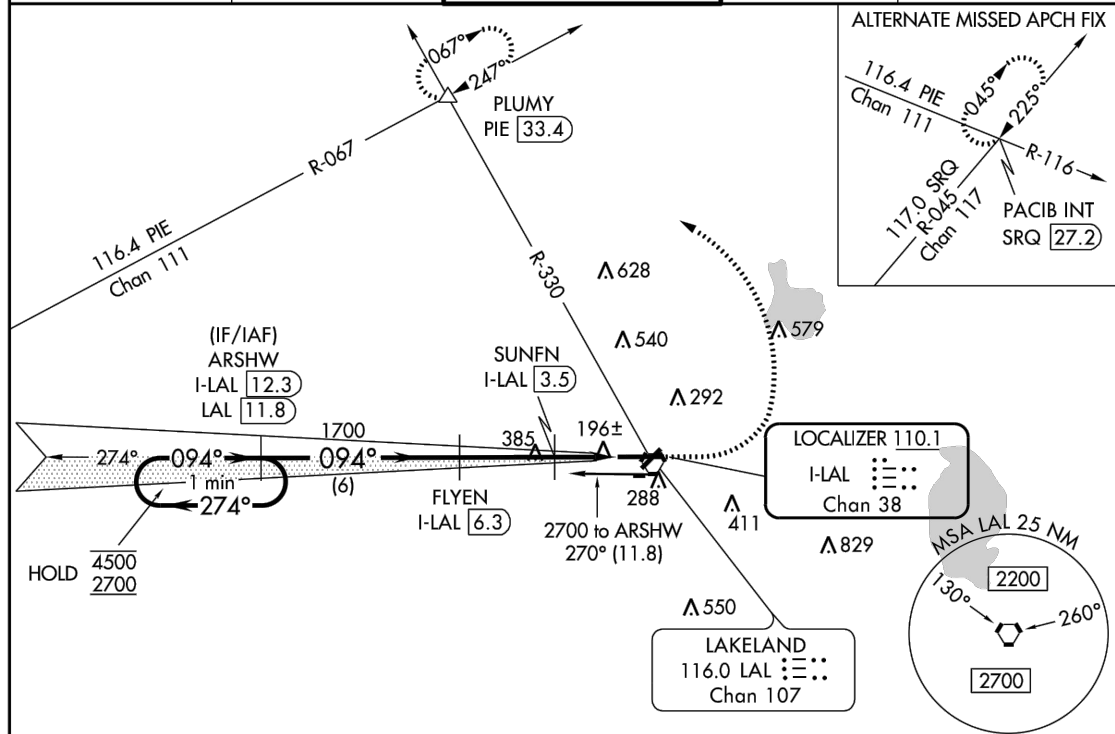 ALTERNATE MISSED APCH FIX
116.4 PIE
Chan 111
045°
225°
R-116
117.0 SRQ
R-045
Chan 117
PACIB INT
SRQ 27.2
067°
247°
PLUMY
PIE 33.4
R-067
116.4 PIE
Chan 111
R-330
628
540
579
292
(IF/IAF)
ARSHW
I-LAL 12.3
LAL 11.8
SUNFN
I-LAL 3.5
1700
385
196±
274°
094°
094°
1 min
(6)
274°
FLYEN
I-LAL 6.3
288
2700 to ARSHW
270° (11.8)
HOLD 4500
2700
LOCALIZER 110.1
I-LAL
Chan 38
411
829
550
LAKELAND
116.0 LAL
Chan 107
MSA LAL 25 NM
2200
130°
260°
2700